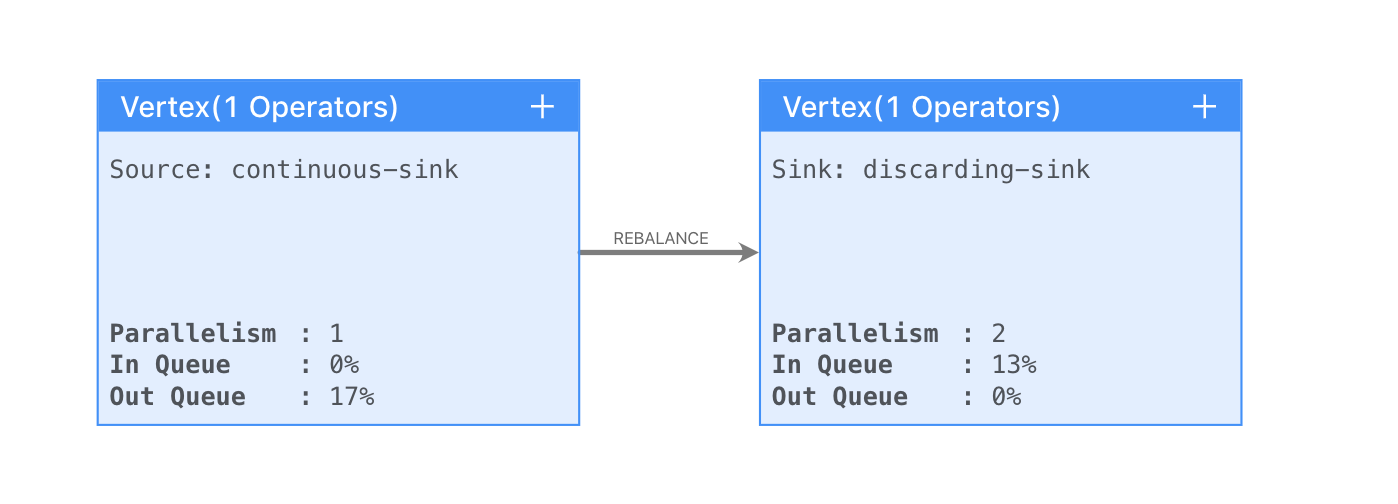 Vertex(1 Operators) +
Source: continuous-sink
Parallelism : 1
In Queue : 0%
Out Queue : 17%
REBALANCE
Vertex(1 Operators) +
Sink: discarding-sink
Parallelism : 2
In Queue : 13%
Out Queue : 0%